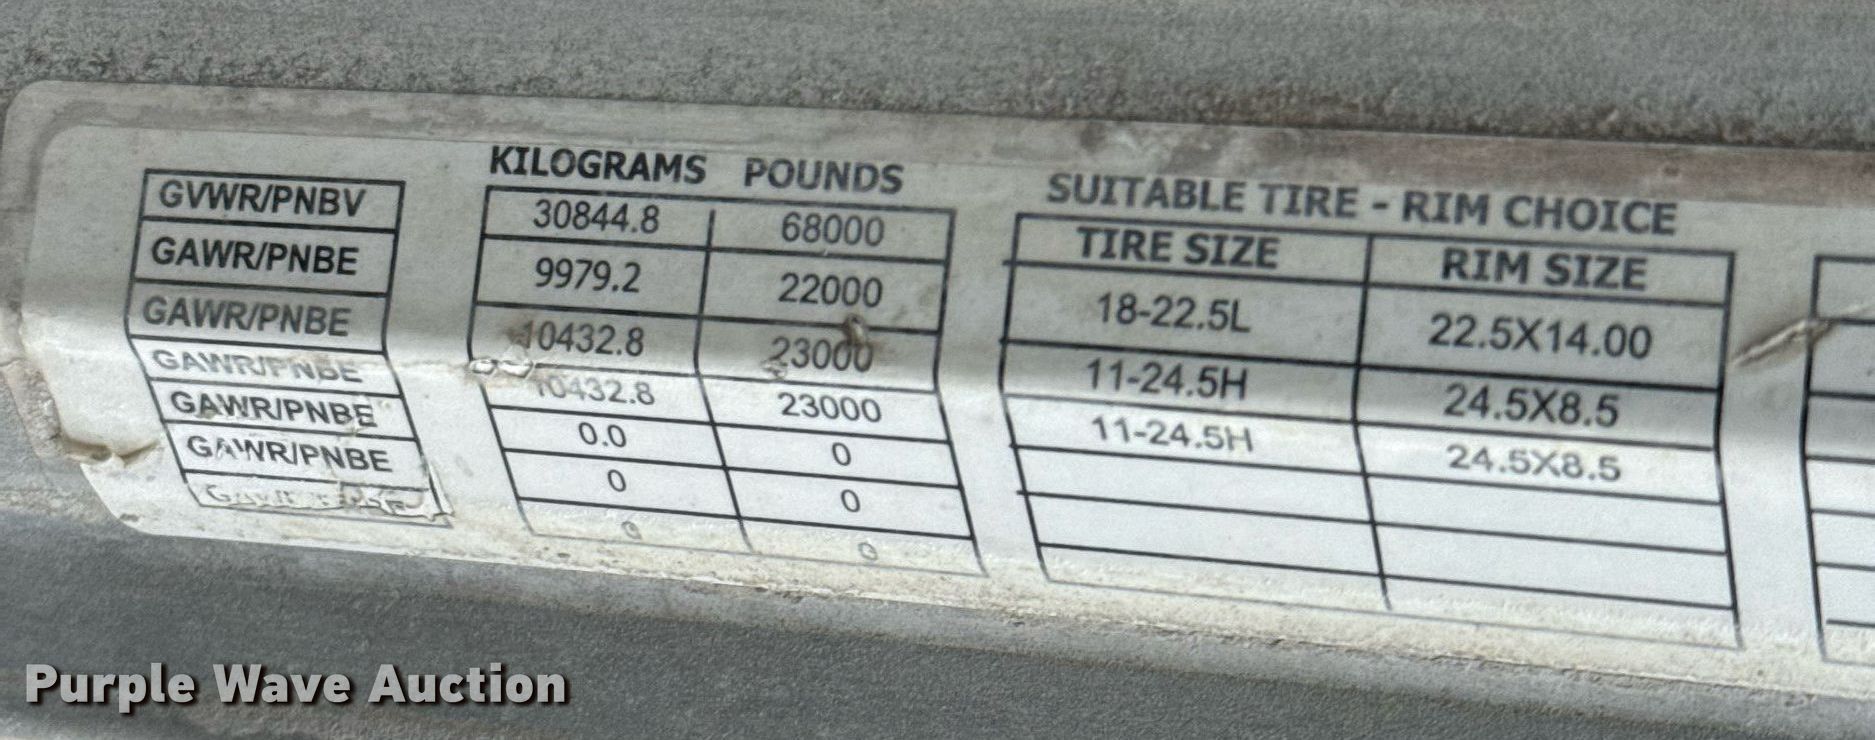 KILOGRAMS POUNDS SUITABLE TIRE - RIM CHOICE
TIRE SIZE RIM SIZE
GVWR/PNBV 30844.8 68000
GAWR/PNBE 9979.2 22000 18-22.5L 22.5X14.00
GAWR/PNBE 10432.8 23000 11-24.5H 24.5X8.5
GAWR/PNBE 10432.8 23000 11-24.5H 24.5X8.5
GAWR/PNBE 0.0 0
GAWR/PNBE 0 0
0 0
Purple Wave Auction